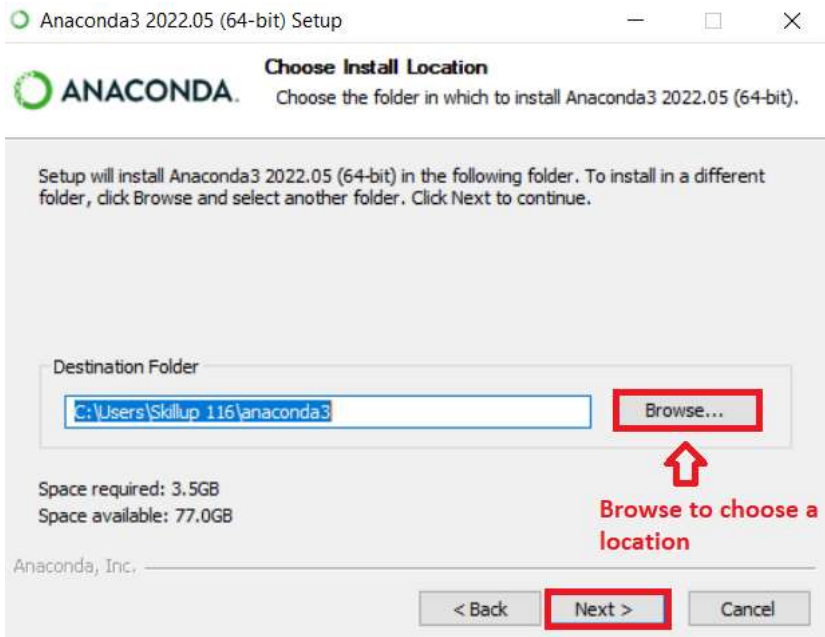 Anaconda3 2022.05 (64-bit) Setup
ANACONDA.
Choose Install Location
Choose the folder in which to install Anaconda3 2022.05 (64-bit).
Setup will install Anaconda3 2022.05 (64-bit) in the following folder. To install in a different
folder, click Browse and select another folder. Click Next to continue.
Destination Folder
C:\Users\Skillup 116\anaconda3
Browse...
Space required: 3.5GB
Space available: 77.0GB
Browse to choose a
location
Anaconda, Inc.
< Back
Next >
Cancel